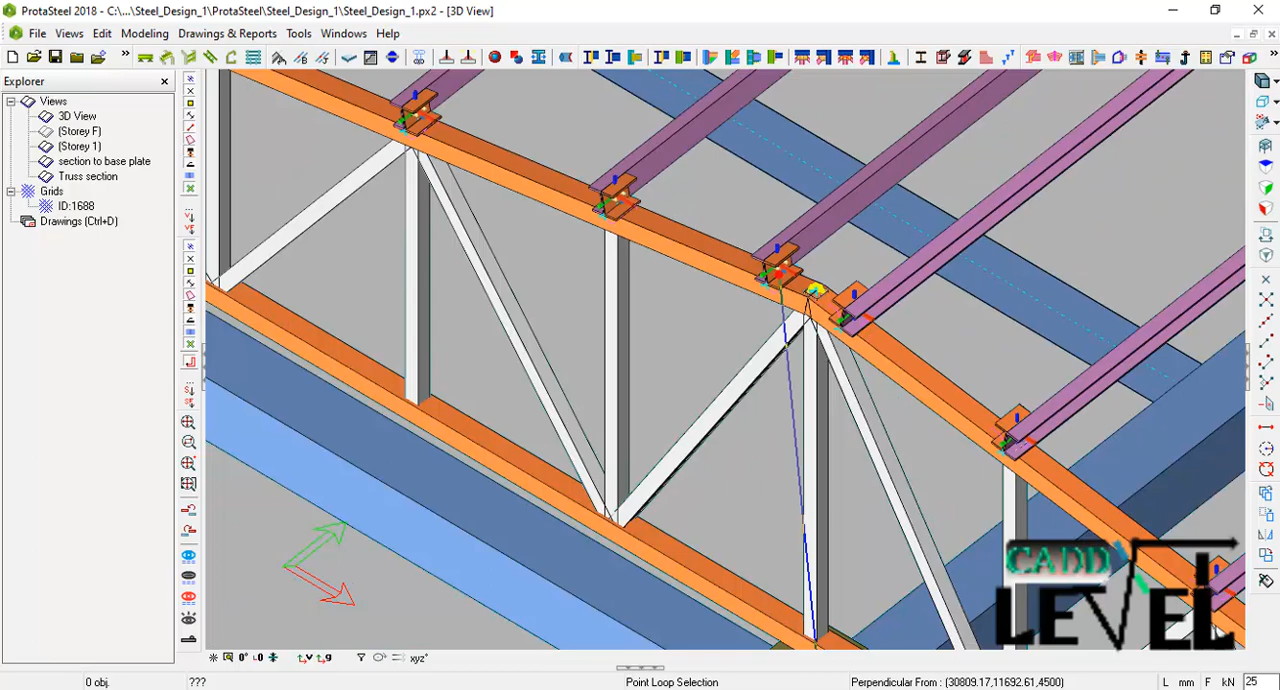 ProtaSteel 2018 - C:\...\Steel_Design_1\ProtaSteel\Steel_Design_1\Steel_Design_1.px2 - [3D View]
File Views Edit Modeling Drawings & Reports Tools Windows Help
Explorer
Views
3D View
(Storey F)
(Storey 1)
section to base plate
Truss section
Grids
ID:1688
Drawings (Ctrl+D)
CADD
LEVEL
xyz°
0 obj. ??? Point Loop Selection Perpendicular From : (30809.17,11692.61,4500) L mm F kN 25